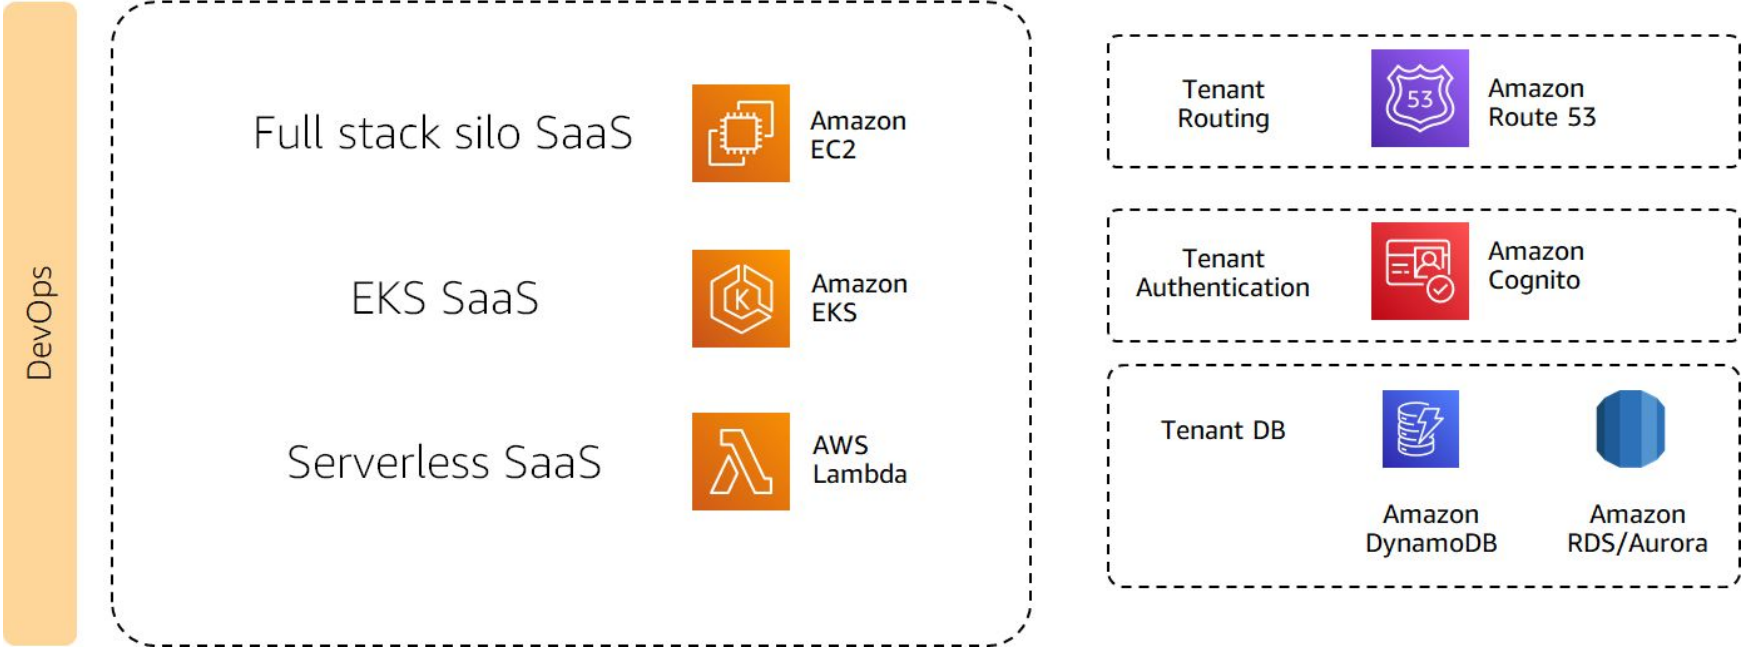 DevOps
Full stack silo SaaS
Amazon
EC2
EKS SaaS
K
Amazon
EKS
Serverless SaaS
AWS
Lambda
Tenant
Routing
53
Amazon
Route 53
Tenant
Authentication
Amazon
Cognito
Tenant DB
Amazon
DynamoDB
Amazon
RDS/Aurora